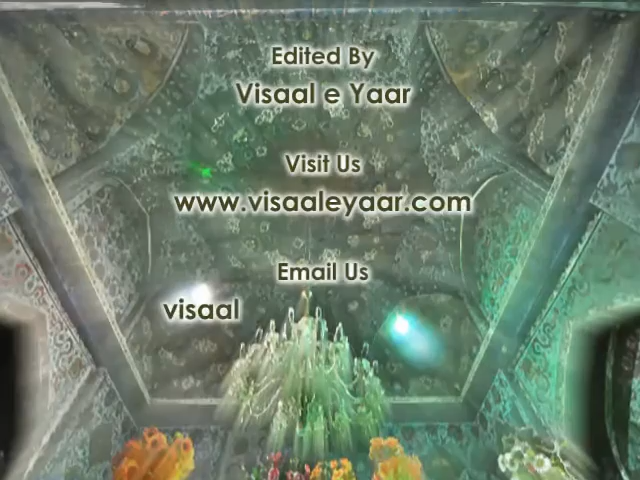 Edited By
Visaal e Yaar
Visit Us
www.visaaleyaar.com
Email Us
visaal